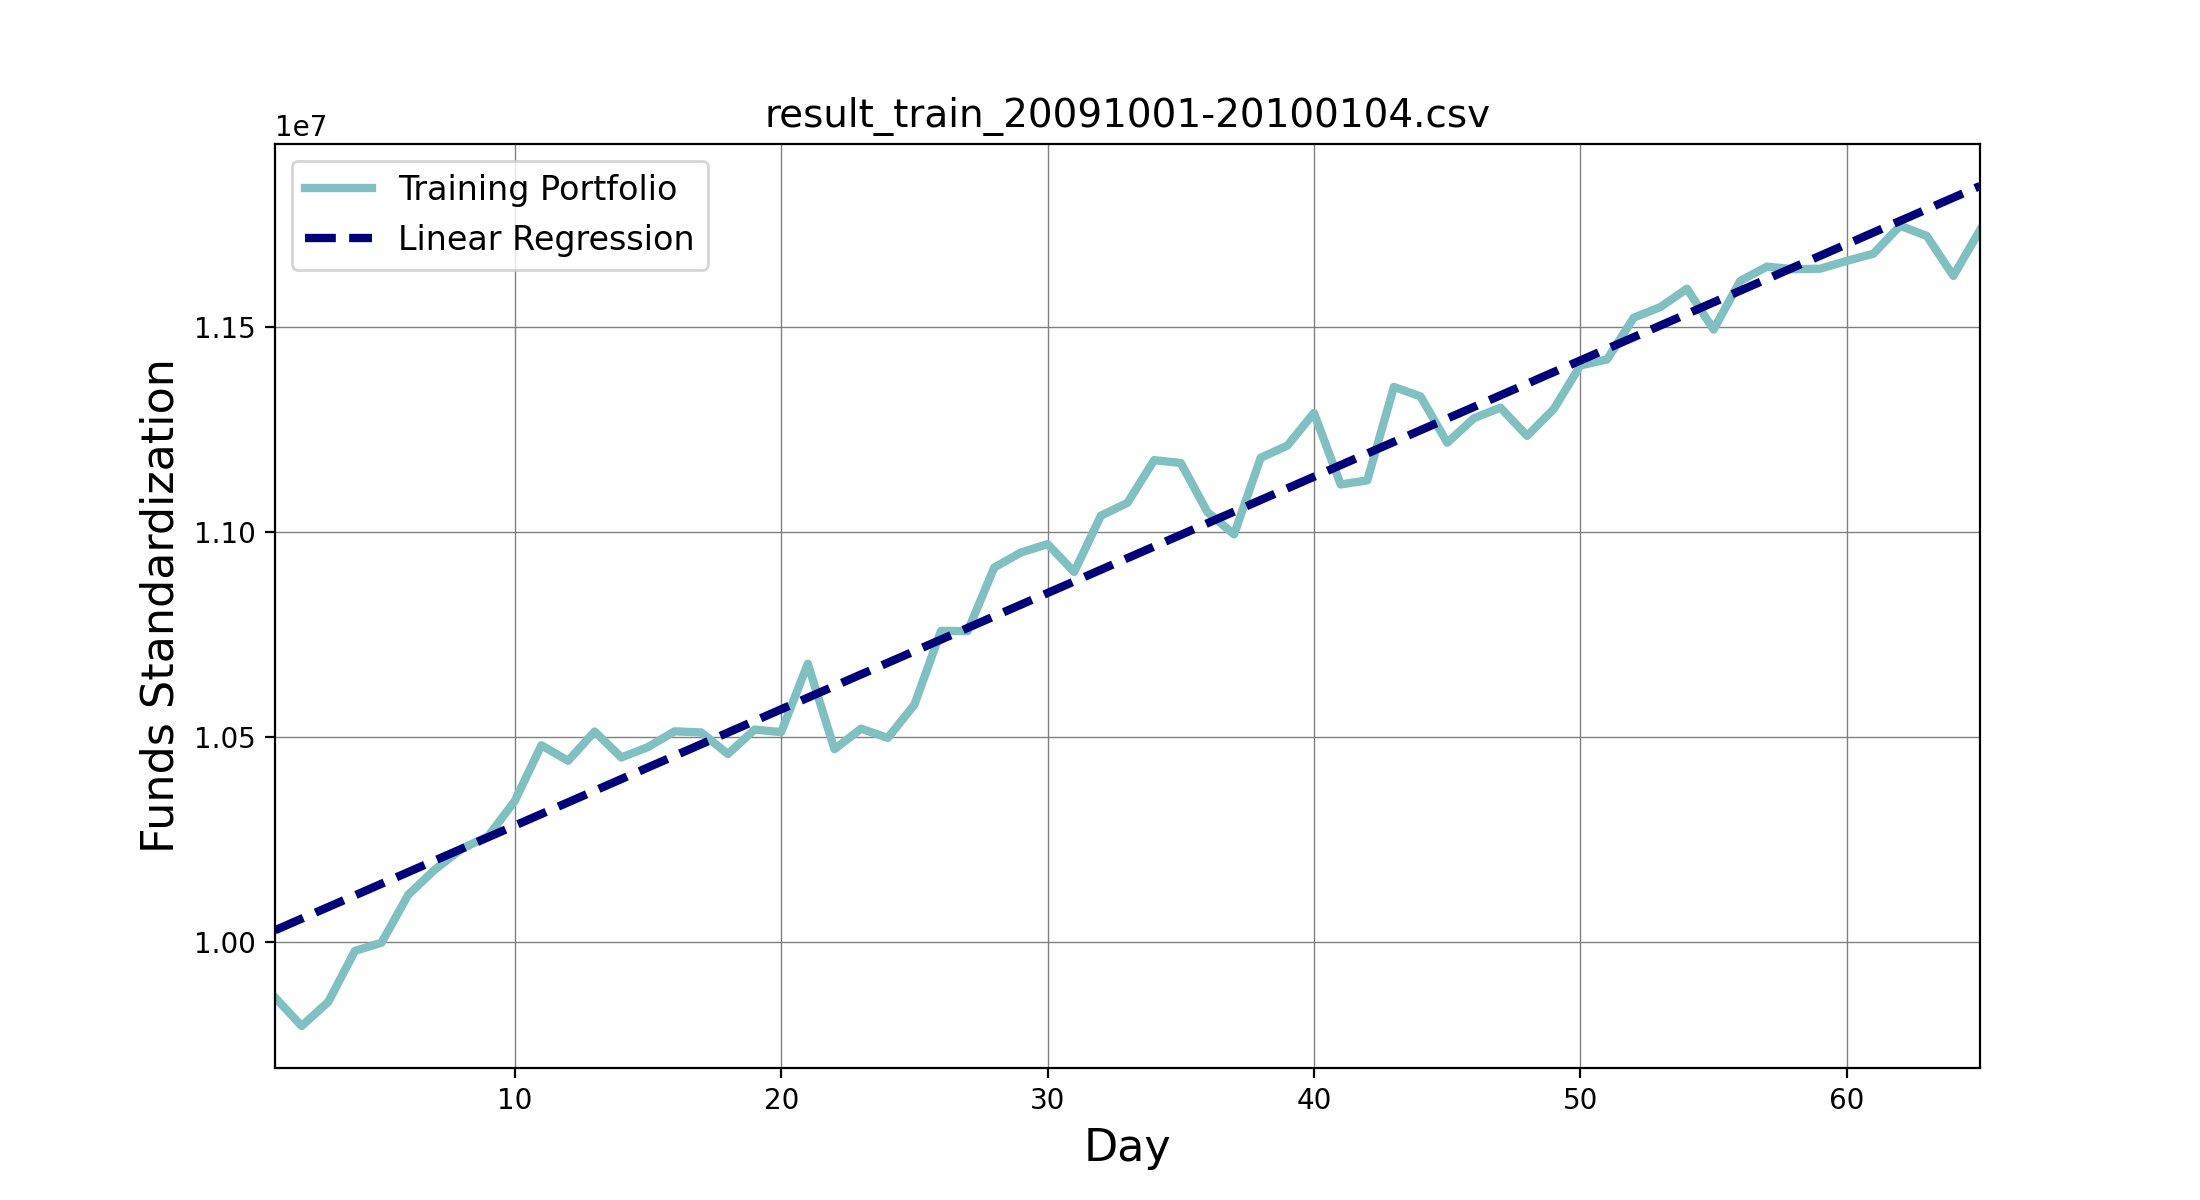 result_train_20091001-20100104.csv
1e7
Training Portfolio
Linear Regression
1.15
1.10
1.05
1.00
Funds Standardization
10 20 30 40 50 60
Day